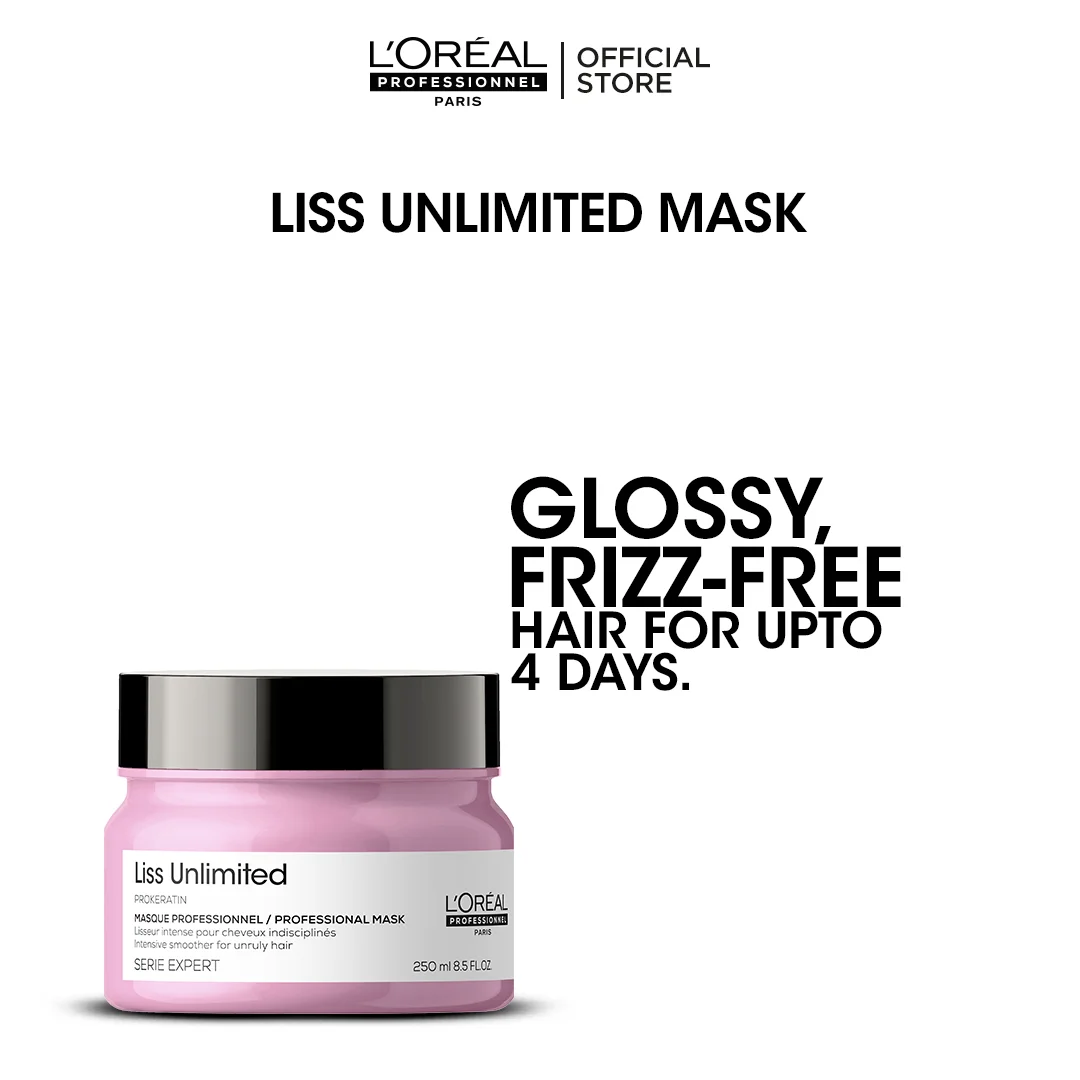 L'ORÉAL
PROFESSIONNEL
PARIS
OFFICIAL
STORE
LISS UNLIMITED MASK
GLOSSY,
FRIZZ-FREE
HAIR FOR UPTO
4 DAYS.
Liss Unlimited
PROKERATIN
MASQUE PROFESSIONNEL / PROFESSIONAL MASK
Lisseur intense pour cheveux indisciplinés
Intensive smoother for unruly hair
SERIE EXPERT
L'ORÉAL
PROFESSIONNEL
PARIS
250 ml 8.5 FL.OZ.